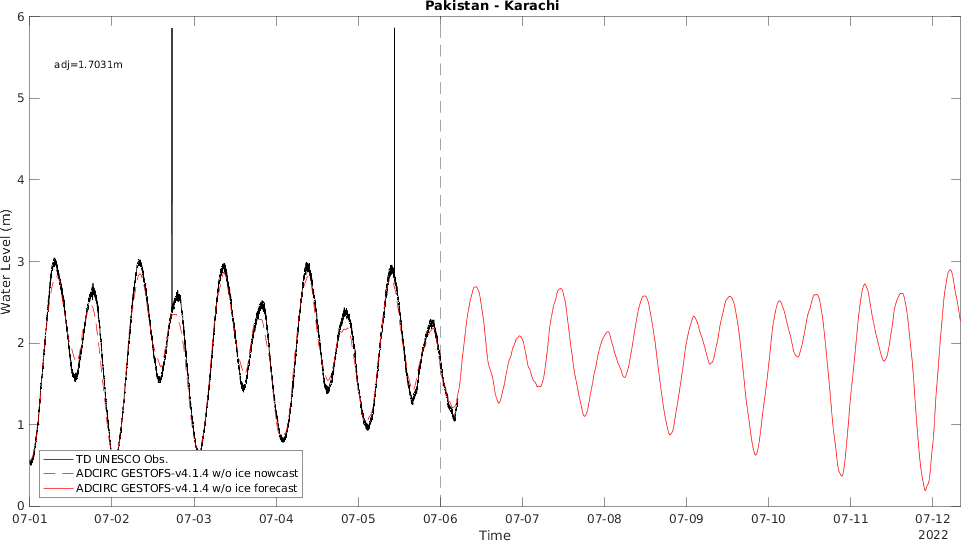 Pakistan - Karachi
6
adj=1.7031m
5
4
3
2
1
0
Water Level (m)
TD UNESCO Obs.
ADCIRC GESTOFS-v4.1.4 w/o ice nowcast
ADCIRC GESTOFS-v4.1.4 w/o ice forecast
07-01 07-02 07-03 07-04 07-05 07-06 07-07 07-08 07-09 07-10 07-11 07-12
Time
2022